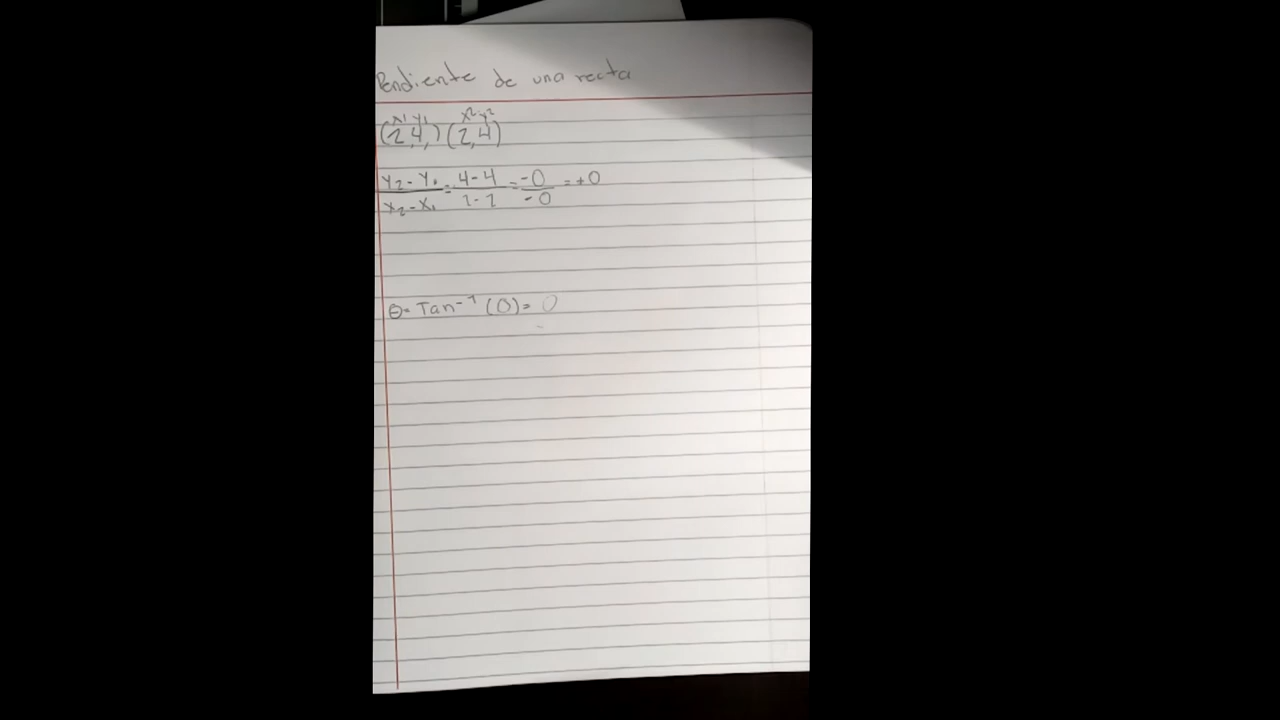 Pendiente de una recta
x1 y1 x2 y2
(2,4,) (2,4)
Y2 - Y1 = 4 - 4 = -0 = +0
X2 - X1 2 - 2 - 0
θ = Tan-1 (0) = 0